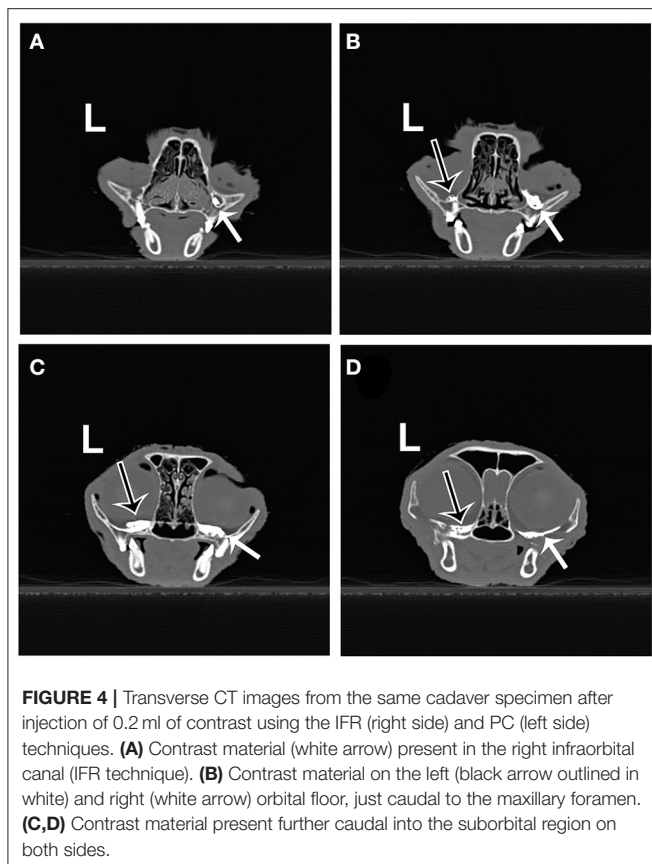 A
B
L
L
C
D
L
L
FIGURE 4 | Transverse CT images from the same cadaver specimen after
injection of 0.2 ml of contrast using the IFR (right side) and PC (left side)
techniques. (A) Contrast material (white arrow) present in the right infraorbital
canal (IFR technique). (B) Contrast material on the left (black arrow outlined in
white) and right (white arrow) orbital floor, just caudal to the maxillary foramen.
(C,D) Contrast material present further caudal into the suborbital region on
both sides.